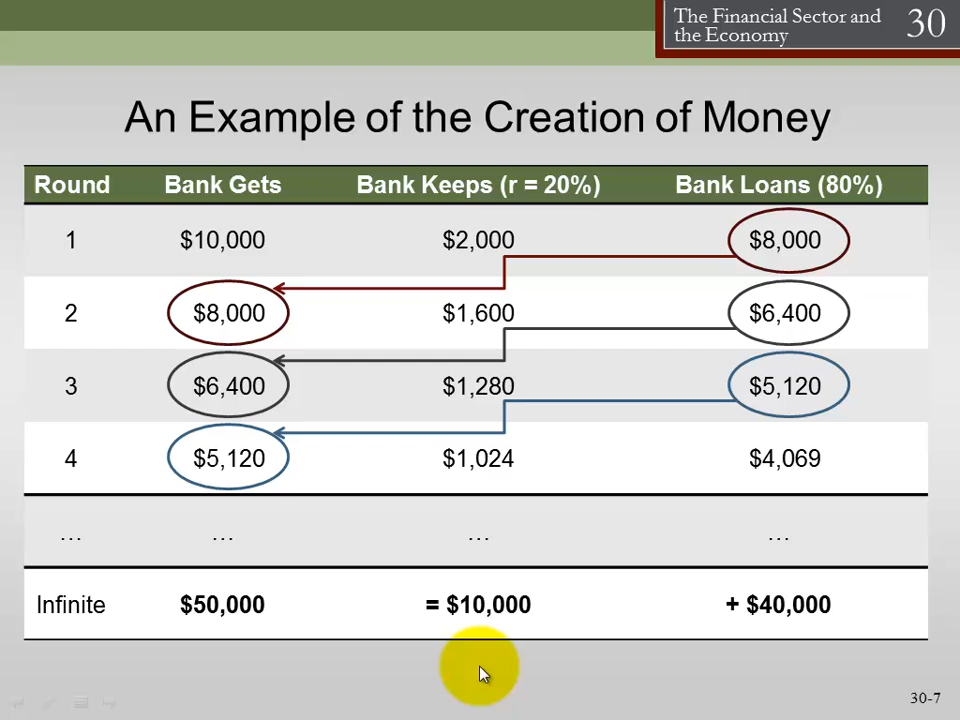 The Financial Sector and
the Economy
30
An Example of the Creation of Money
Round Bank Gets Bank Keeps (r = 20%) Bank Loans (80%)
1 $10,000 $2,000 $8,000
2 $8,000 $1,600 $6,400
3 $6,400 $1,280 $5,120
4 $5,120 $1,024 $4,069
… … … …
Infinite $50,000 = $10,000 + $40,000
30-7